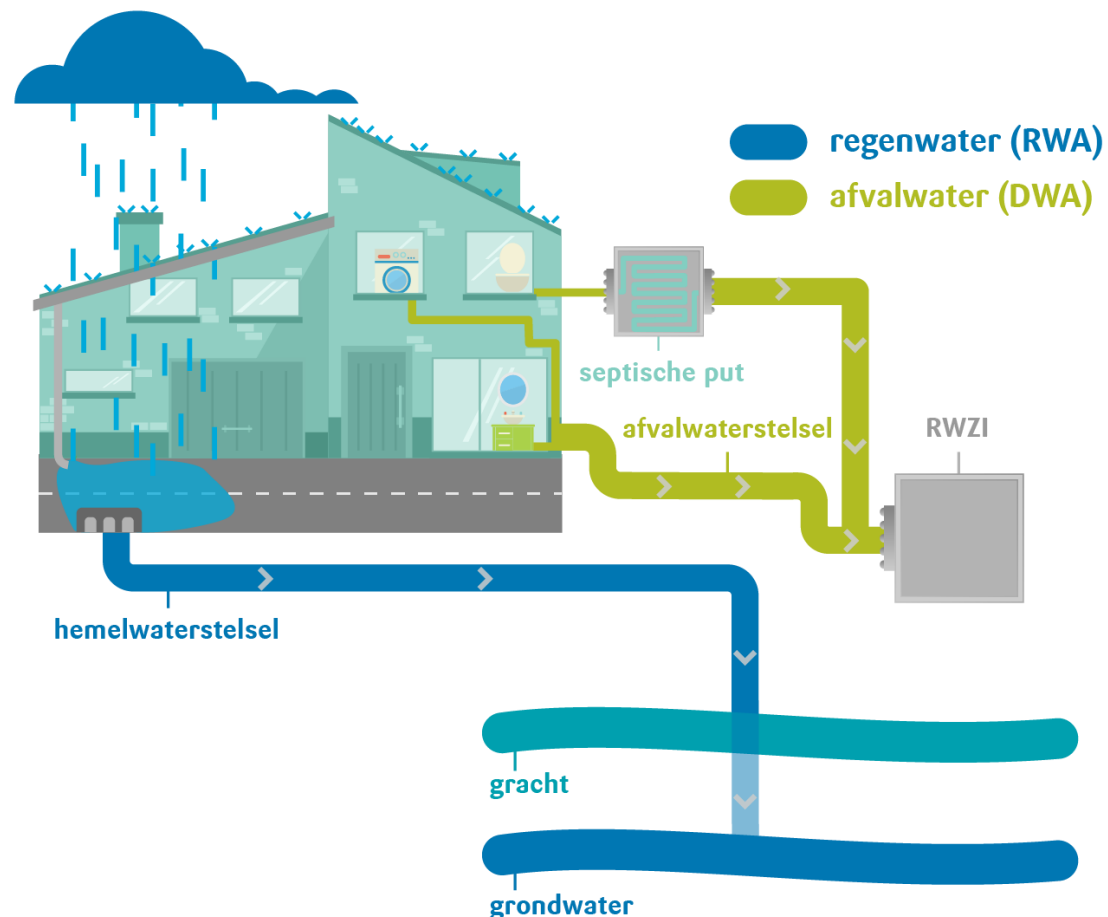 regenwater (RWA)
afvalwater (DWA)
septische put
afvalwaterstelsel
RWZI
hemelwaterstelsel
gracht
grondwater